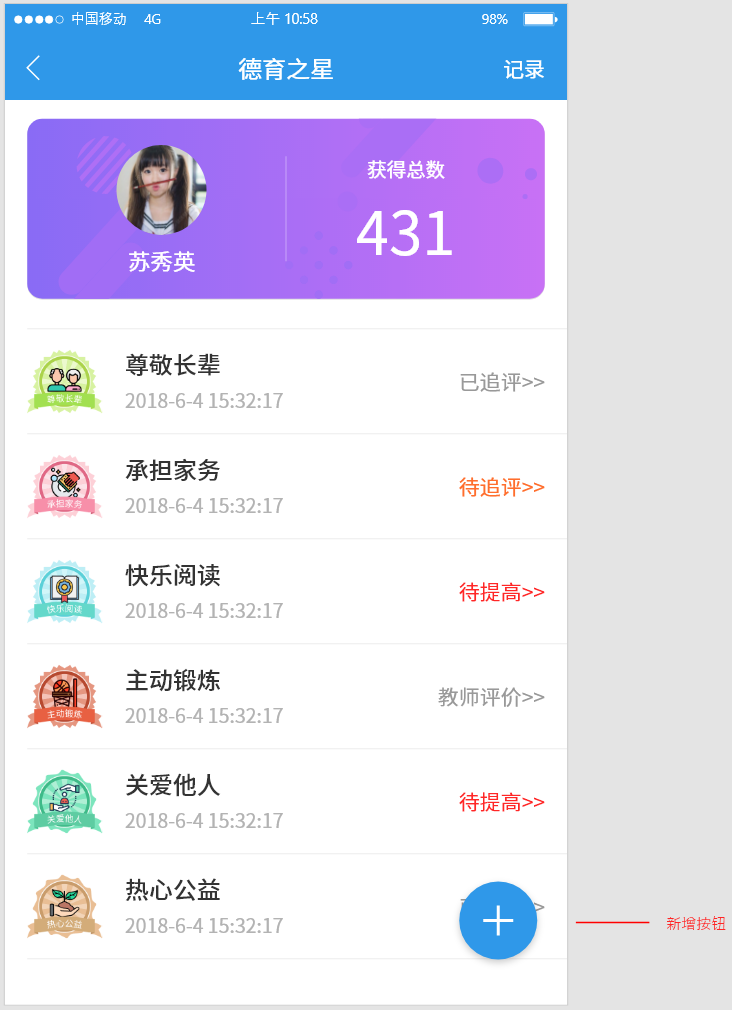 中国移动 4G 上午 10:58 98%
德育之星
记录
获得总数
431
苏秀英
尊敬长辈
尊敬长辈
2018-6-4 15:32:17
已追评>>
承担家务
承担家务
2018-6-4 15:32:17
待追评>>
快乐阅读
快乐阅读
2018-6-4 15:32:17
待提高>>
主动锻炼
主动锻炼
2018-6-4 15:32:17
教师评价>>
关爱他人
关爱他人
2018-6-4 15:32:17
待提高>>
热心公益
热心公益
2018-6-4 15:32:17
>
新增按钮